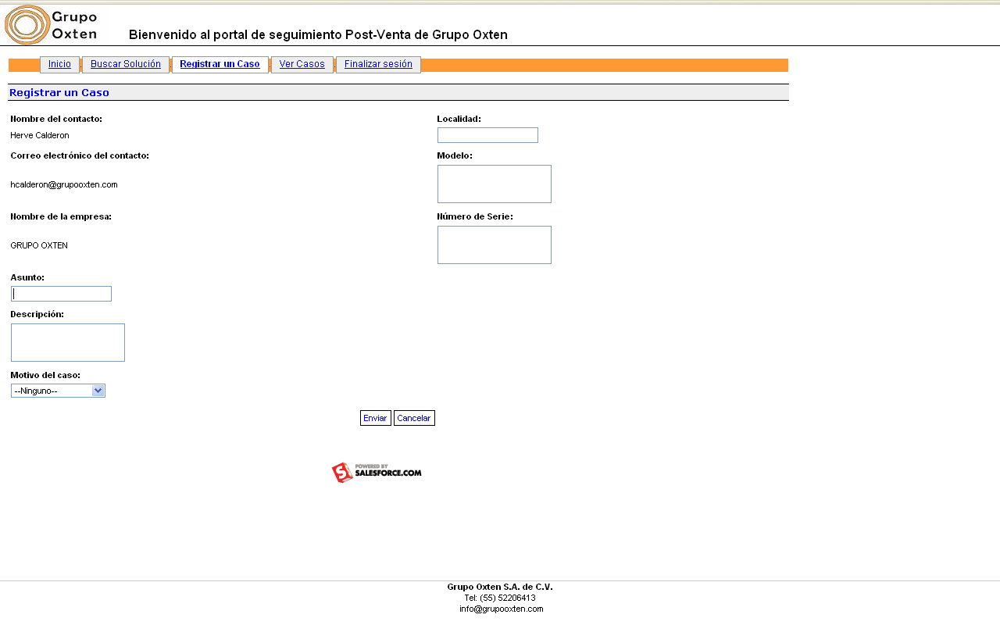 Grupo
Oxten
Bienvenido al portal de seguimiento Post-Venta de Grupo Oxten
Inicio Buscar Solución Registrar un Caso Ver Casos Finalizar sesión
Registrar un Caso
Nombre del contacto: Localidad:
Herve Calderon
Correo electrónico del contacto: Modelo:
hcalderon@grupooxten.com
Nombre de la empresa: Número de Serie:
GRUPO OXTEN
Asunto:
Descripción:
Motivo del caso:
--Ninguno--
Enviar Cancelar
POWERED BY
SALESFORCE.COM
Grupo Oxten S.A. de C.V.
Tel: (55) 52206413
info@grupooxten.com